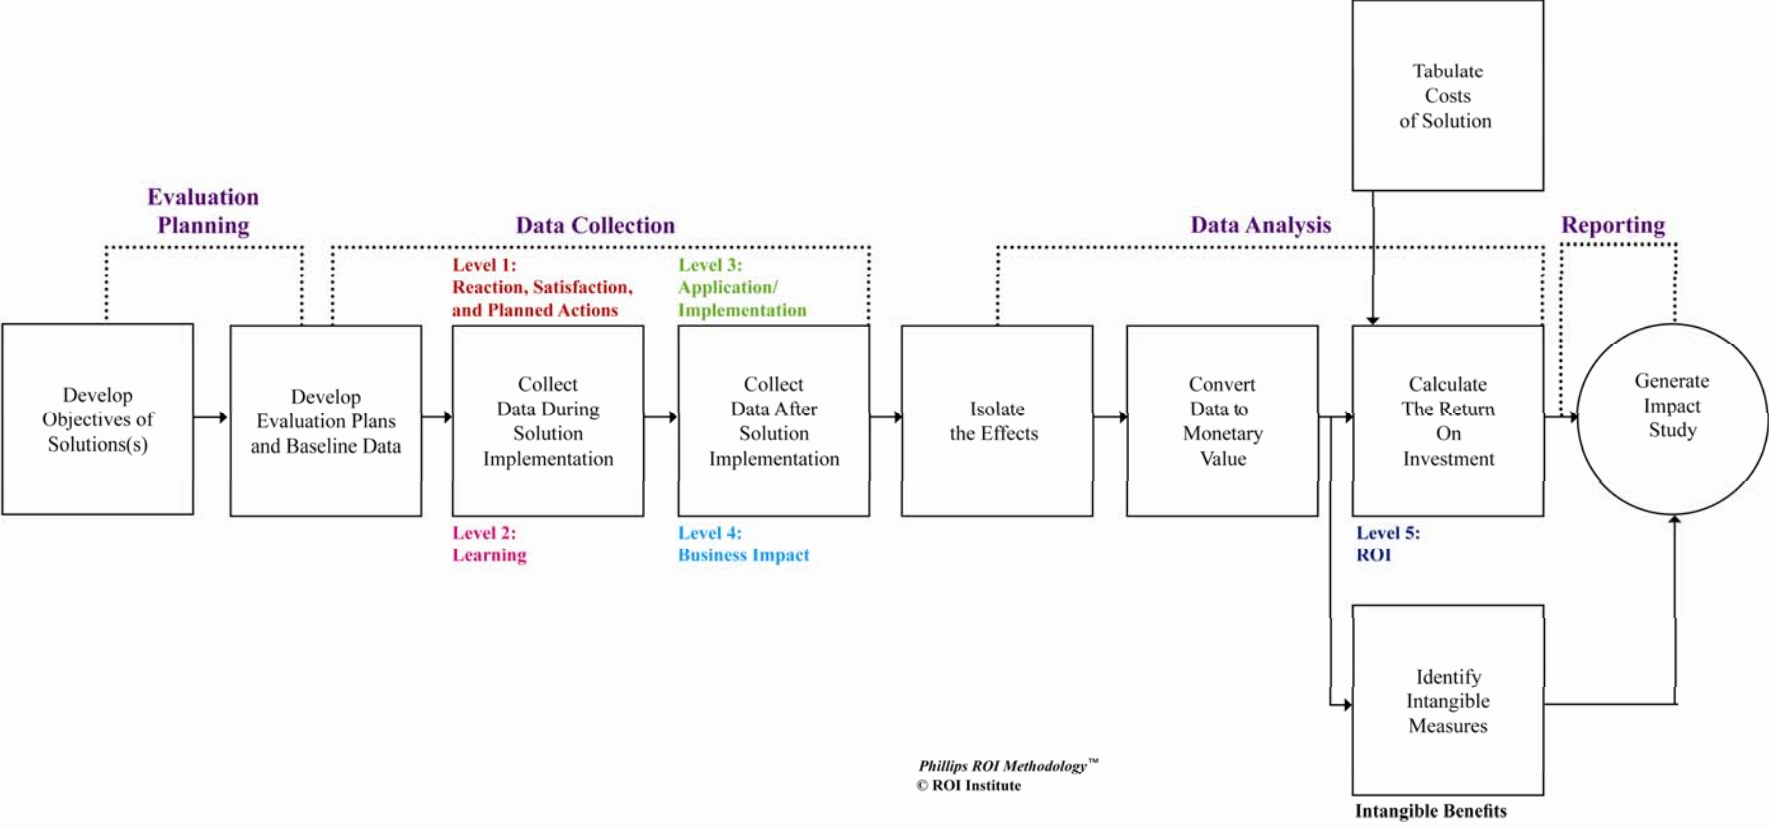 Tabulate
Costs
of Solution
Evaluation
Planning
Data Collection
Data Analysis
Reporting
Level 1:
Reaction, Satisfaction,
and Planned Actions
Level 3:
Application/
Implementation
Develop
Objectives of
Solutions(s)
Develop
Evaluation Plans
and Baseline Data
Collect
Data During
Solution
Implementation
Collect
Data After
Solution
Implementation
Isolate
the Effects
Convert
Data to
Monetary
Value
Calculate
The Return
On
Investment
Generate
Impact
Study
Level 2:
Learning
Level 4:
Business Impact
Level 5:
ROI
Identify
Intangible
Measures
Intangible Benefits
Phillips ROI Methodology™
© ROI Institute